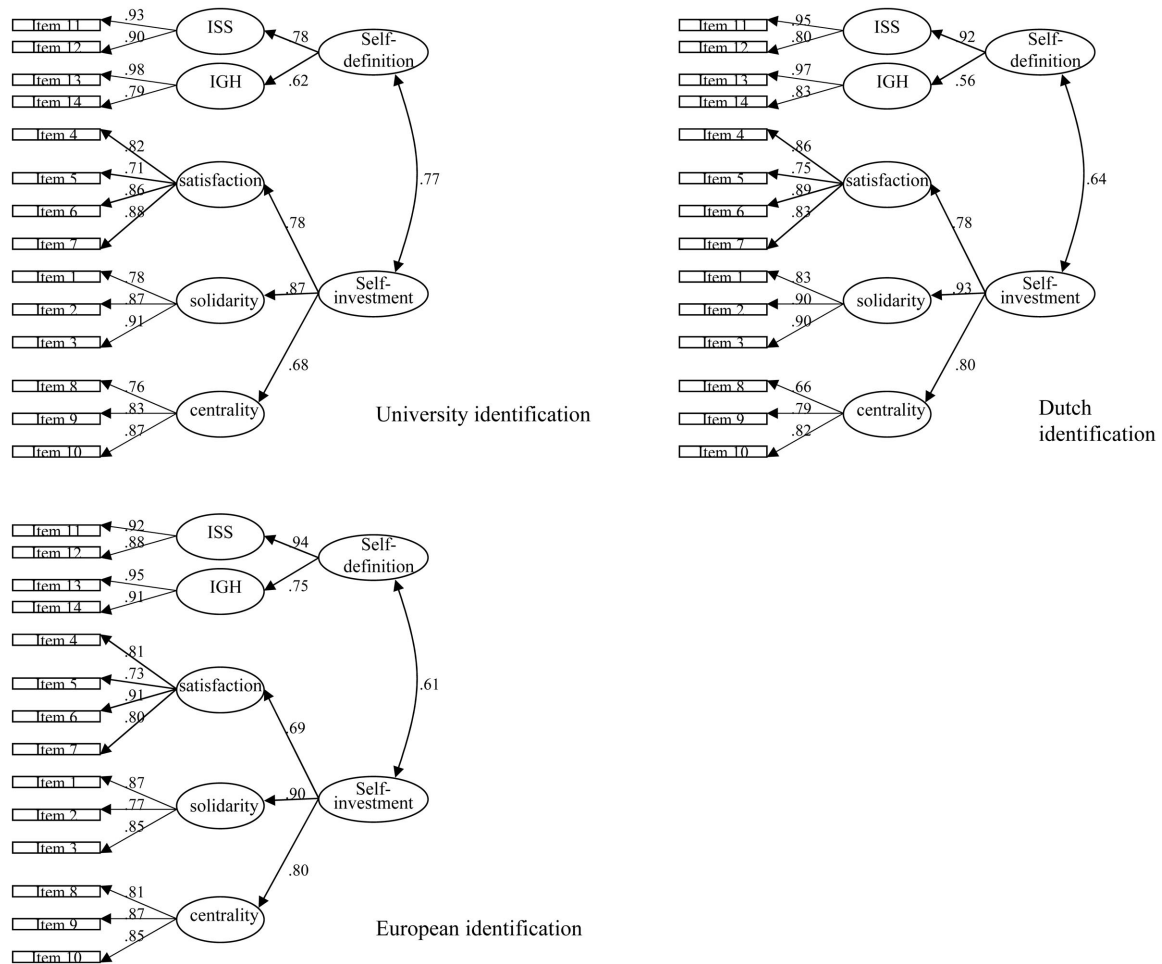 Item 11
.93
ISS
Item 12
.90
.78
Self-
definition
Item 13
.98
IGH
.62
Item 14
.79
Item 4
.82
Item 5
.71
satisfaction
.77
Item 6
.86
.88
Item 7
.78
Item 1
.78
Item 2
.87
solidarity
.87
Self-
investment
.91
Item 3
.68
Item 8
.76
Item 9
.83
centrality
.87
Item 10
University identification
Item 11
.95
ISS
Item 12
.80
.92
Self-
definition
Item 13
.97
IGH
.56
Item 14
.83
Item 4
.86
Item 5
.75
satisfaction
.64
Item 6
.89
.83
Item 7
.78
Item 1
.83
Item 2
.90
solidarity
.93
Self-
investment
.90
Item 3
.80
Item 8
.66
Item 9
.79
centrality
.82
Item 10
Dutch
identification
Item 11
.92
ISS
Item 12
.88
.94
Self-
definition
Item 13
.95
IGH
.75
Item 14
.91
Item 4
.81
Item 5
.73
satisfaction
.61
Item 6
.91
.80
Item 7
.69
Item 1
.87
Item 2
.77
solidarity
.90
Self-
investment
.85
Item 3
.80
Item 8
.81
Item 9
.87
centrality
.85
Item 10
European identification